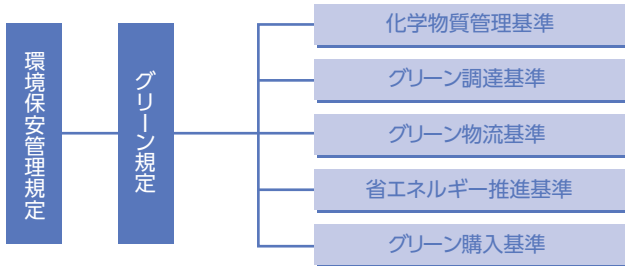 環境保安管理規定
グリーン規定
化学物質管理基準
グリーン調達基準
グリーン物流基準
省エネルギー推進基準
グリーン購入基準